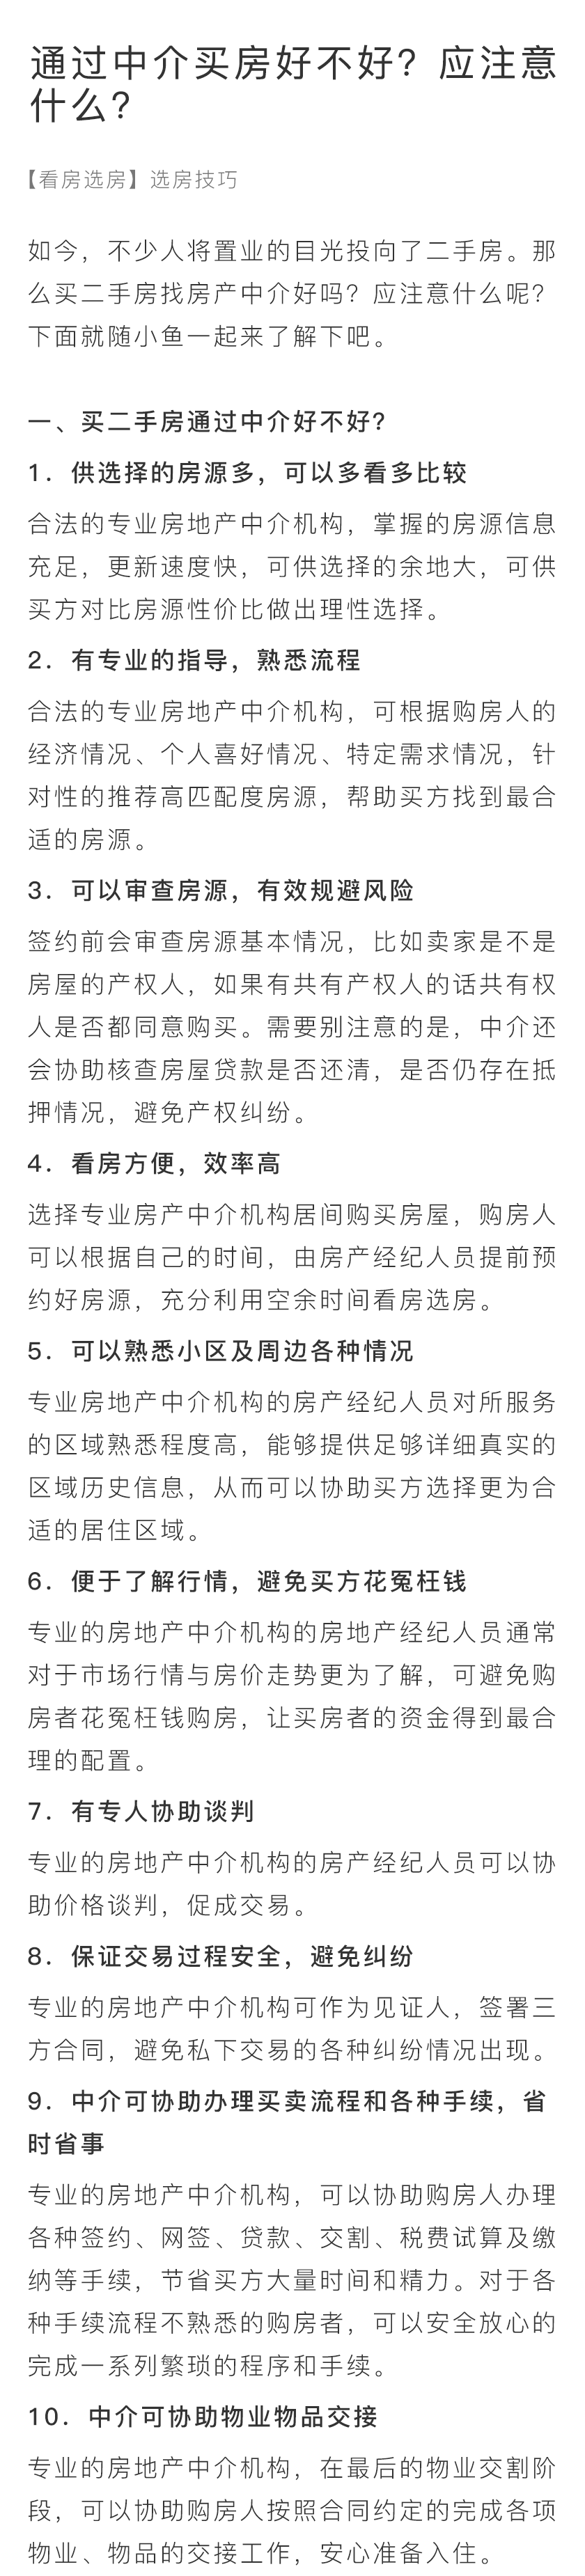 通过中介买房好不好？应注意
什么？
【看房选房】选房技巧
如今，不少人将置业的目光投向了二手房。那
么买二手房找房产中介好吗？应注意什么呢？
下面就随小鱼一起来了解下吧。
一、买二手房通过中介好不好？
1．供选择的房源多，可以多看多比较
合法的专业房地产中介机构，掌握的房源信息
充足，更新速度快，可供选择的余地大，可供
买方对比房源性价比做出理性选择。
2．有专业的指导，熟悉流程
合法的专业房地产中介机构，可根据购房人的
经济情况、个人喜好情况、特定需求情况，针
对性的推荐高匹配度房源，帮助买方找到最合
适的房源。
3．可以审查房源，有效规避风险
签约前会审查房源基本情况，比如卖家是不是
房屋的产权人，如果有共有产权人的话共有权
人是否都同意购买。需要别注意的是，中介还
会协助核查房屋贷款是否还清，是否仍存在抵
押情况，避免产权纠纷。
4．看房方便，效率高
选择专业房产中介机构居间购买房屋，购房人
可以根据自己的时间，由房产经纪人员提前预
约好房源，充分利用空余时间看房选房。
5．可以熟悉小区及周边各种情况
专业房地产中介机构的房产经纪人员对所服务
的区域熟悉程度高，能够提供足够详细真实的
区域历史信息，从而可以协助买方选择更为合
适的居住区域。
6．便于了解行情，避免买方花冤枉钱
专业的房地产中介机构的房地产经纪人员通常
对于市场行情与房价走势更为了解，可避免购
房者花冤枉钱购房，让买房者的资金得到最合
理的配置。
7．有专人协助谈判
专业的房地产中介机构的房产经纪人员可以协
助价格谈判，促成交易。
8．保证交易过程安全，避免纠纷
专业的房地产中介机构可作为见证人，签署三
方合同，避免私下交易的各种纠纷情况出现。
9．中介可协助办理买卖流程和各种手续，省
时省事
专业的房地产中介机构，可以协助购房人办理
各种签约、网签、贷款、交割、税费试算及缴
纳等手续，节省买方大量时间和精力。对于各
种手续流程不熟悉的购房者，可以安全放心的
完成一系列繁琐的程序和手续。
10．中介可协助物业物品交接
专业的房地产中介机构，在最后的物业交割阶
段，可以协助购房人按照合同约定的完成各项
物业、物品的交接工作，安心准备入住。